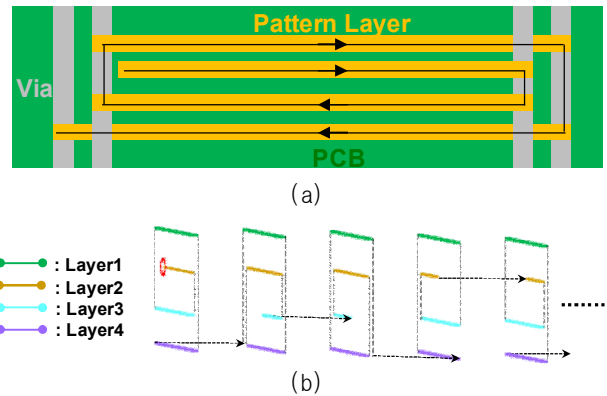 Pattern Layer
Via
PCB
(a)
: Layer1
: Layer2
: Layer3
: Layer4
(b)